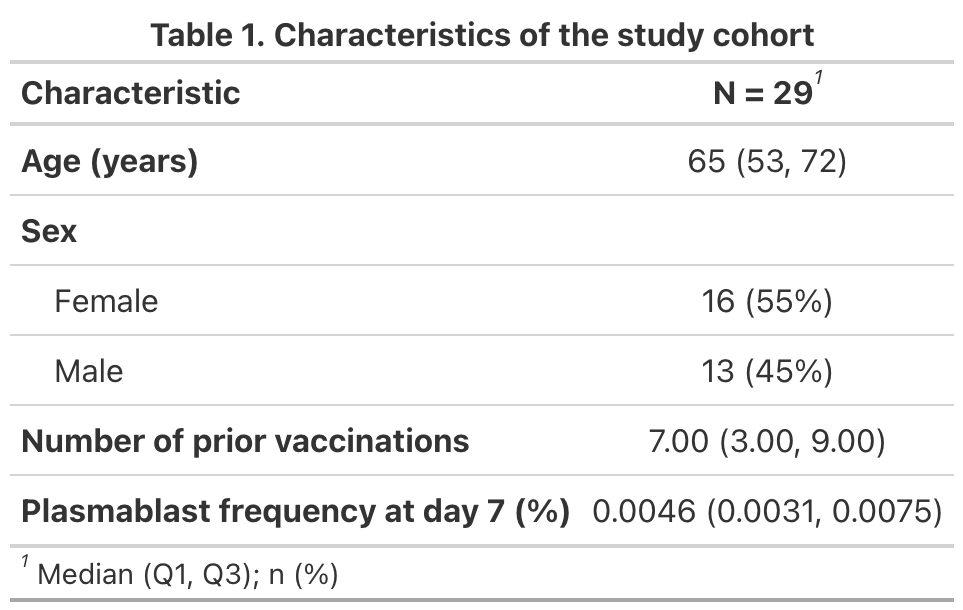 Table 1. Characteristics of the study cohort
Characteristic N = 29¹
Age (years) 65 (53, 72)
Sex
Female 16 (55%)
Male 13 (45%)
Number of prior vaccinations 7.00 (3.00, 9.00)
Plasmablast frequency at day 7 (%) 0.0046 (0.0031, 0.0075)
¹ Median (Q1, Q3); n (%)